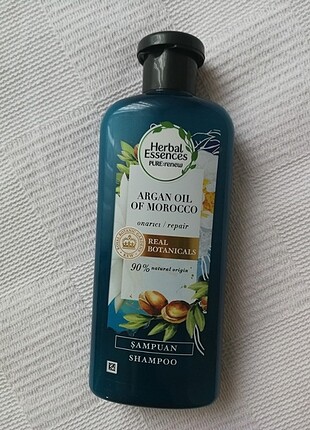 Herbal
Essences
PURE:renew
ARGAN OIL
OF MOROCCO
onarıcı / repair
REAL
BOTANICALS
90% natural origin
ŞAMPUAN
SHAMPOO